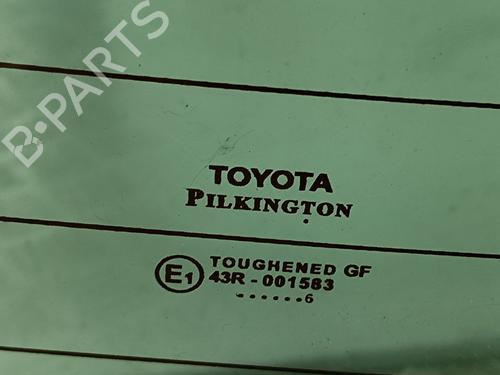 B-PARTS
TOYOTA
PILKINGTON
E1 TOUGHENED GF
43R - 001583
......6